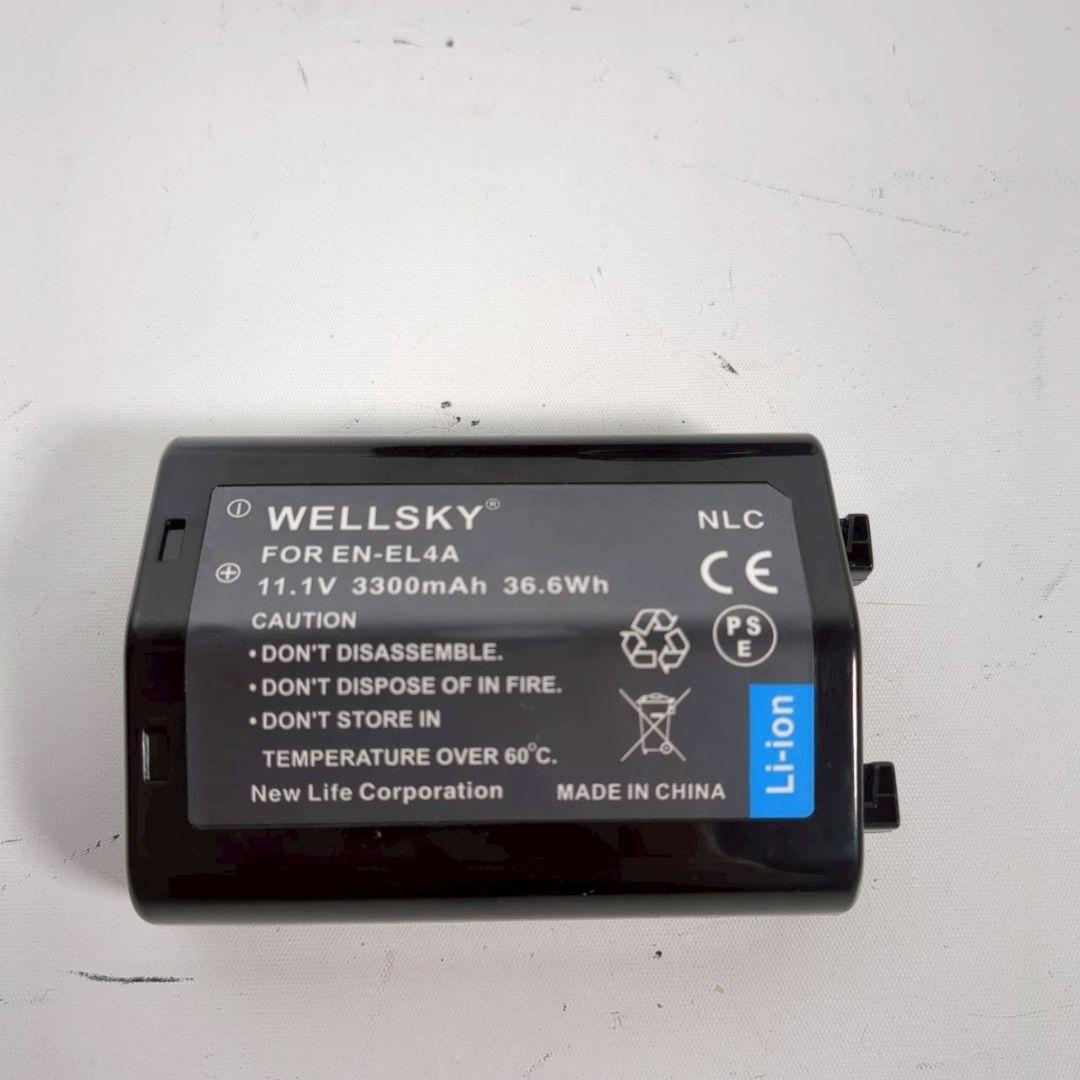 WELLSKY®
NLC
FOR EN-EL4A
11.1V 3300mAh 36.6Wh
CE
CAUTION
PS
E
•DON'T DISASSEMBLE.
•DON'T DISPOSE OF IN FIRE.
•DON'T STORE IN
TEMPERATURE OVER 60°C.
Li-ion
New Life Corporation
MADE IN CHINA